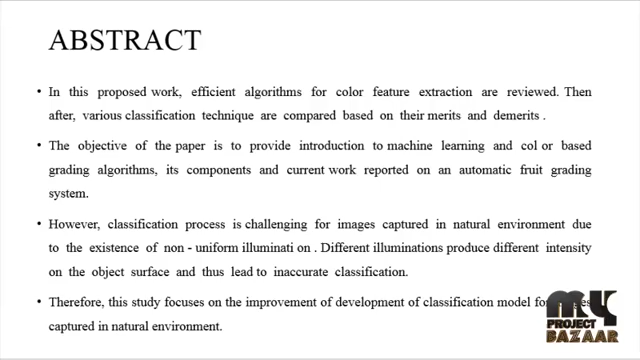 ABSTRACT
• In this proposed work, efficient algorithms for color feature extraction are reviewed. Then
after, various classification technique are compared based on their merits and demerits .
• The objective of the paper is to provide introduction to machine learning and col or based
grading algorithms, its components and current work reported on an automatic fruit grading
system.
• However, classification process is challenging for images captured in natural environment due
to the existence of non - uniform illuminati on . Different illuminations produce different intensity
on the object surface and thus lead to inaccurate classification.
• Therefore, this study focuses on the improvement of development of classification model for
captured in natural environment.
MY
PROJECT
BAZAAR